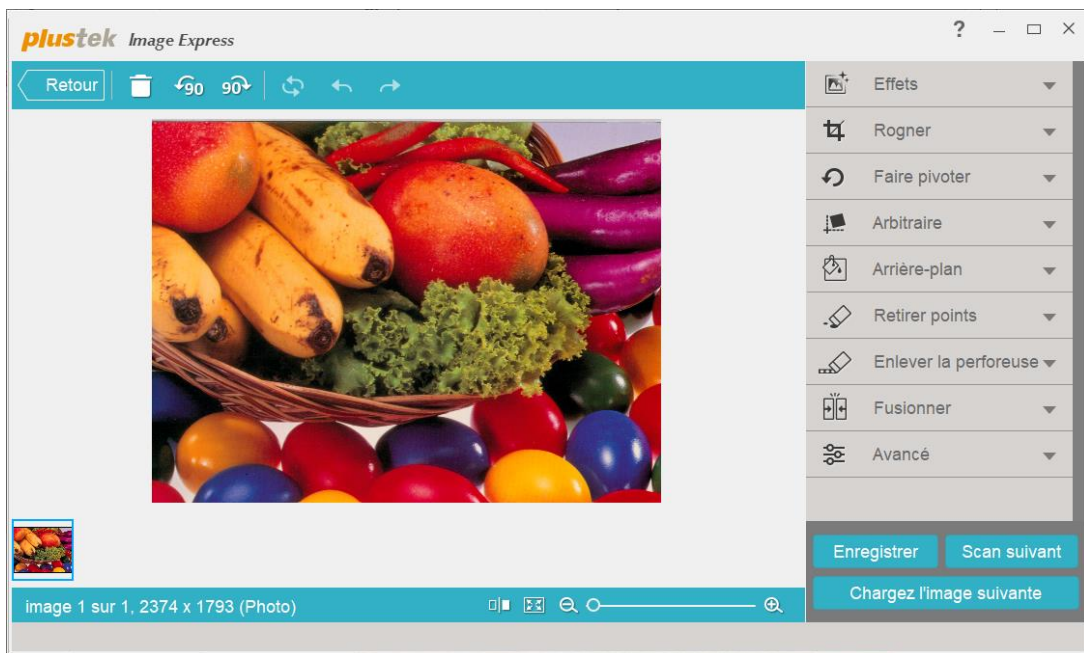 plustek Image Express
?
Retour
90 90
Effets
Rogner
Faire pivoter
Arbitraire
Arrière-plan
Retirer points
Enlever la perforeuse
Fusionner
Avancé
Enregistrer
Scan suivant
Chargez l'image suivante
image 1 sur 1, 2374 x 1793 (Photo)